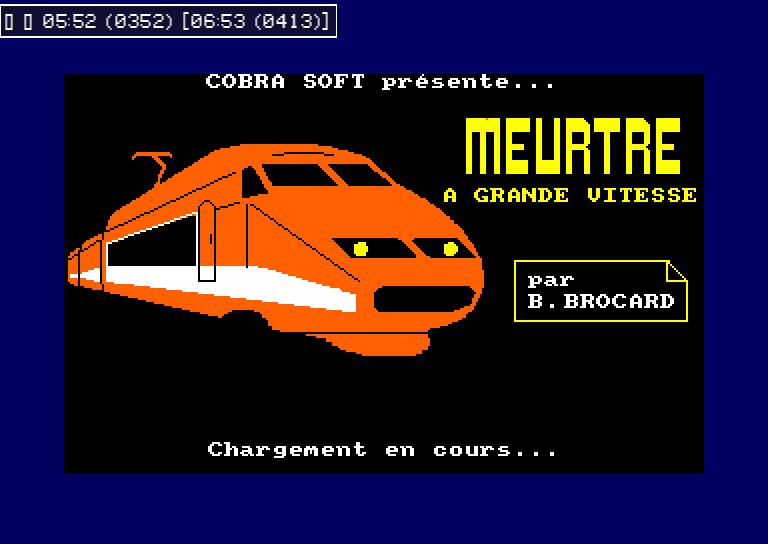 05:52 (0352) [06:53 (0413)]
COBRA SOFT présente...
MEURTRE
A GRANDE VITESSE
par
B.BROCARD
Chargement en cours...